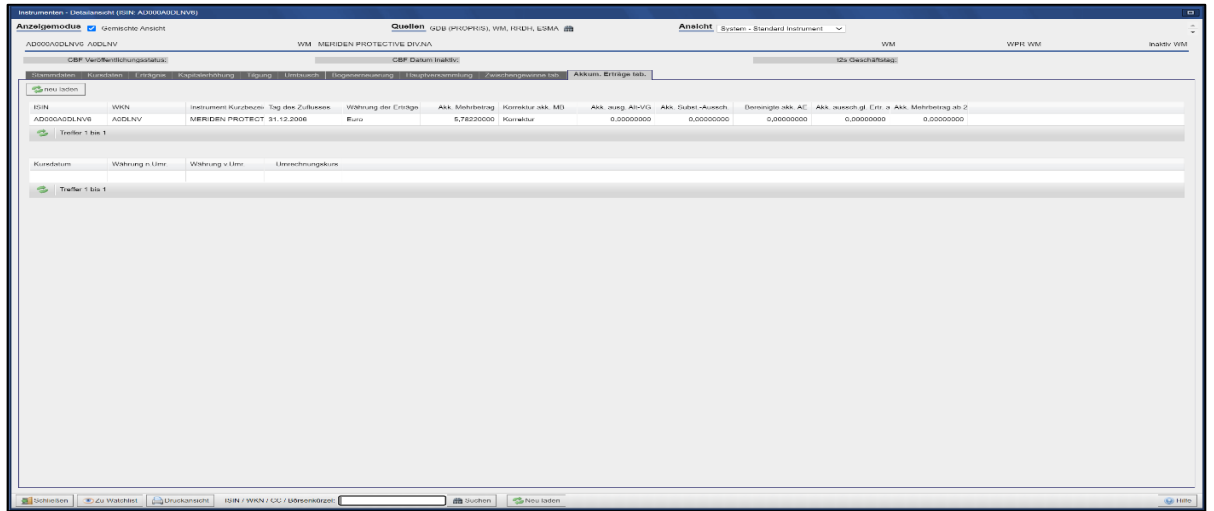 Instrumenten - Detailansicht (ISIN: AD000A0DLNV6)
Anzeigemodus Gemischte Ansicht Quellen GDB (PROPRIS), WM, RRDH, ESMA Ansicht System - Standard Instrument
AD000A0DLNV6 A0DLNV WM MERIDEN PROTECTIVE DIV.NA WM WPR WM Inaktiv WM
CBF Veröffentlichungsstatus: CBF Datum Inaktiv: t2s Geschäftstag:
Stammdaten Kursdaten Erträgnis Kapitalerhöhung Tilgung Umtausch Bogenerneuerung Hauptversammlung Zwischengewinne tab. Akkum. Erträge tab.
neu laden
ISIN WKN Instrument Kurzbezei Tag des Zuflusses Währung der Erträge Akk. Mehrbetrag Korrektur akk. MB Akk. ausg. Alt-VG Akk. Subst.-Aussch. Bereinigte akk. AE Akk. aussch.gl. Ertr. a Akk. Mehrbetrag ab 2
AD000A0DLNV6 A0DLNV MERIDEN PROTECT 31.12.2006 Euro 5,78220000 Korrektur 0,00000000 0,00000000 0,00000000 0,00000000 0,00000000
Treffer 1 bis 1
Kursdatum Währung n.Umr. Währung v.Umr. Umrechnungskurs
Treffer 1 bis 1
Schließen Zu Watchlist Druckansicht ISIN / WKN / CC / Börsenkürzel: Suchen Neu laden Hilfe